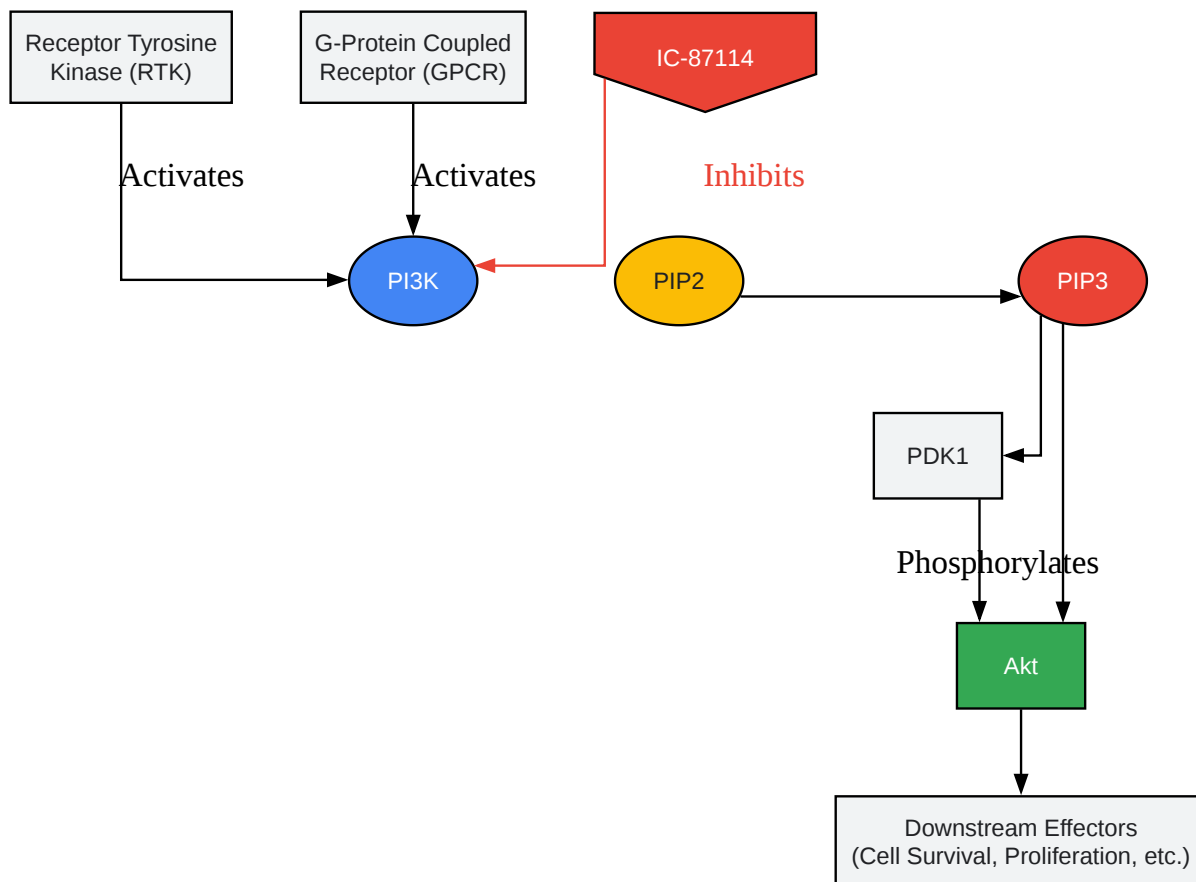 Receptor Tyrosine
Kinase (RTK)
G-Protein Coupled
Receptor (GPCR)
IC-87114
Activates
Activates
Inhibits
PI3K
PIP2
PIP3
PDK1
Phosphorylates
Akt
Downstream Effectors
(Cell Survival, Proliferation, etc.)